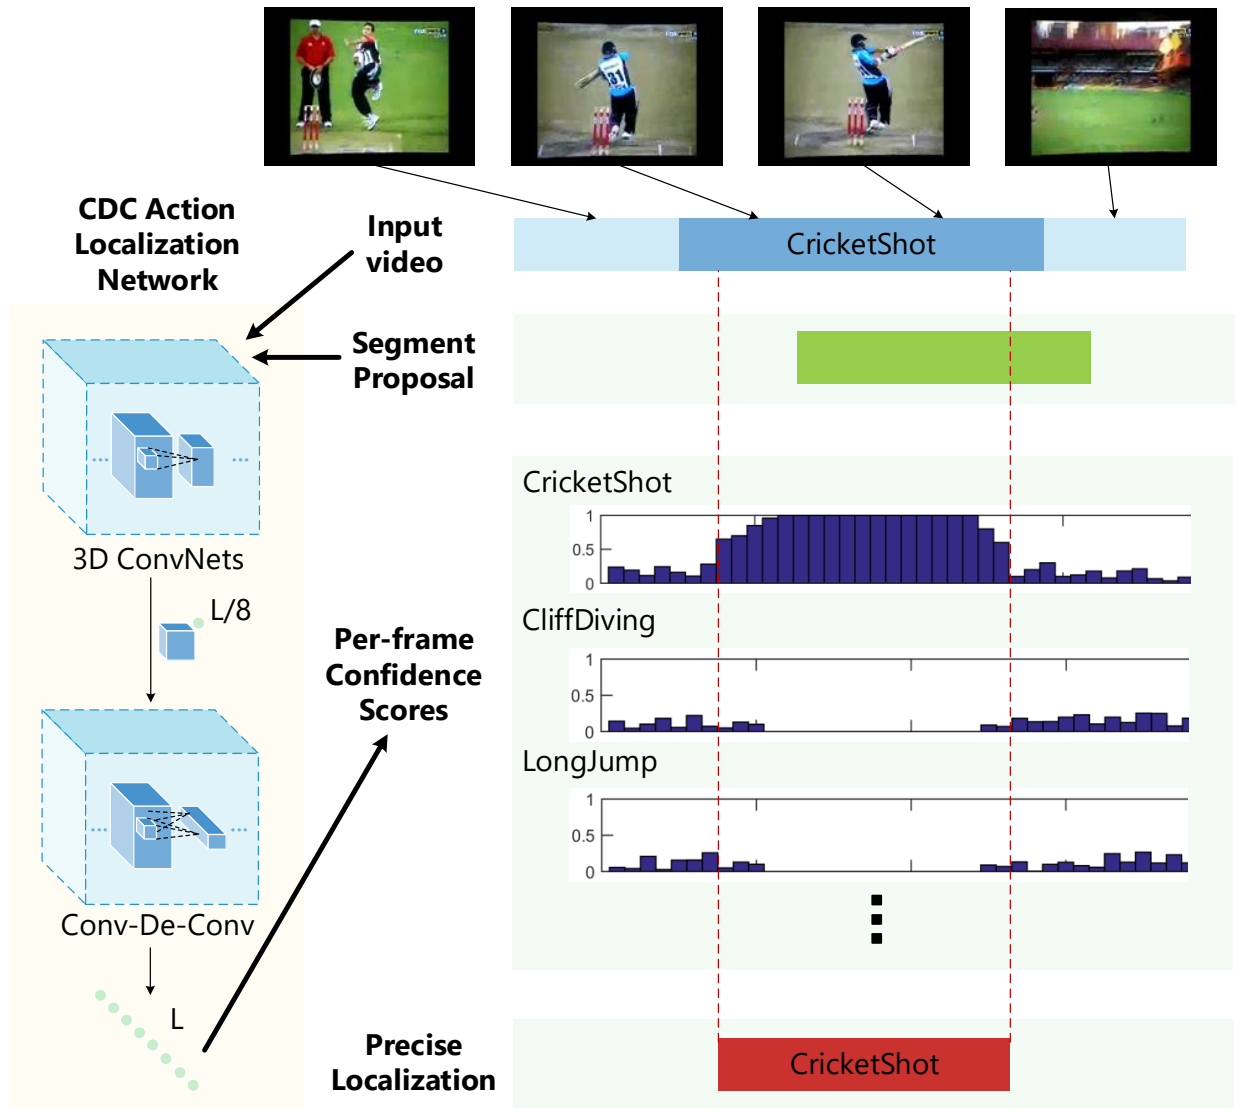 CDC Action
Localization
Network
Input
video
CricketShot
Segment
Proposal
3D ConvNets
L/8
Conv-De-Conv
L
Per-frame
Confidence
Scores
CricketShot
1
0.5
0
CliffDiving
1
0.5
0
LongJump
1
0.5
0
Precise
Localization
CricketShot
31